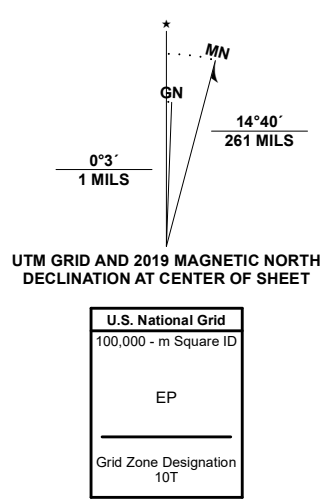 ★
MN
GN
14°40´
261 MILS
0°3´
1 MILS
UTM GRID AND 2019 MAGNETIC NORTH
DECLINATION AT CENTER OF SHEET
U.S. National Grid
100,000 - m Square ID
EP
Grid Zone Designation
10T